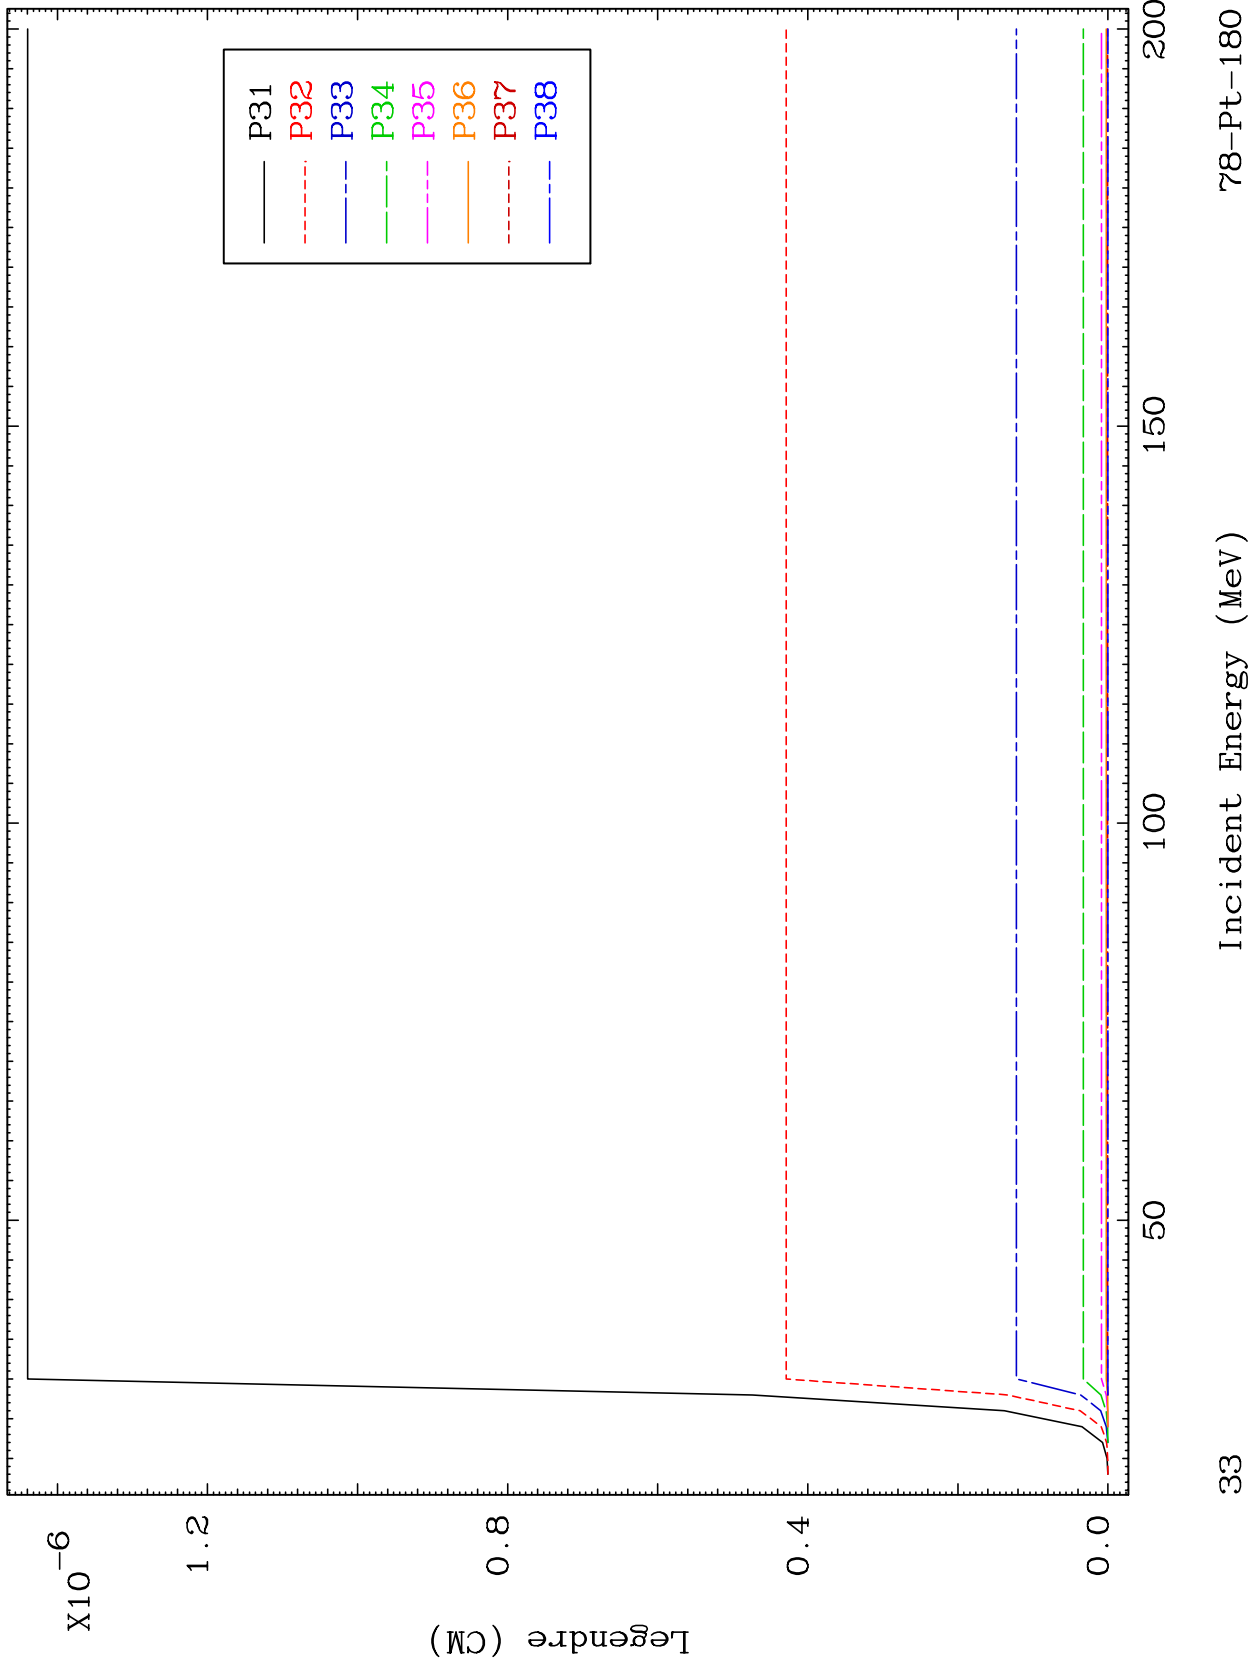 X10-6
1.2
0.8
0.4
0.0
Legendre (CM)
P31
P32
P33
P34
P35
P36
P37
P38
50
100
150
200
33
Incident Energy (MeV)
78-Pt-180